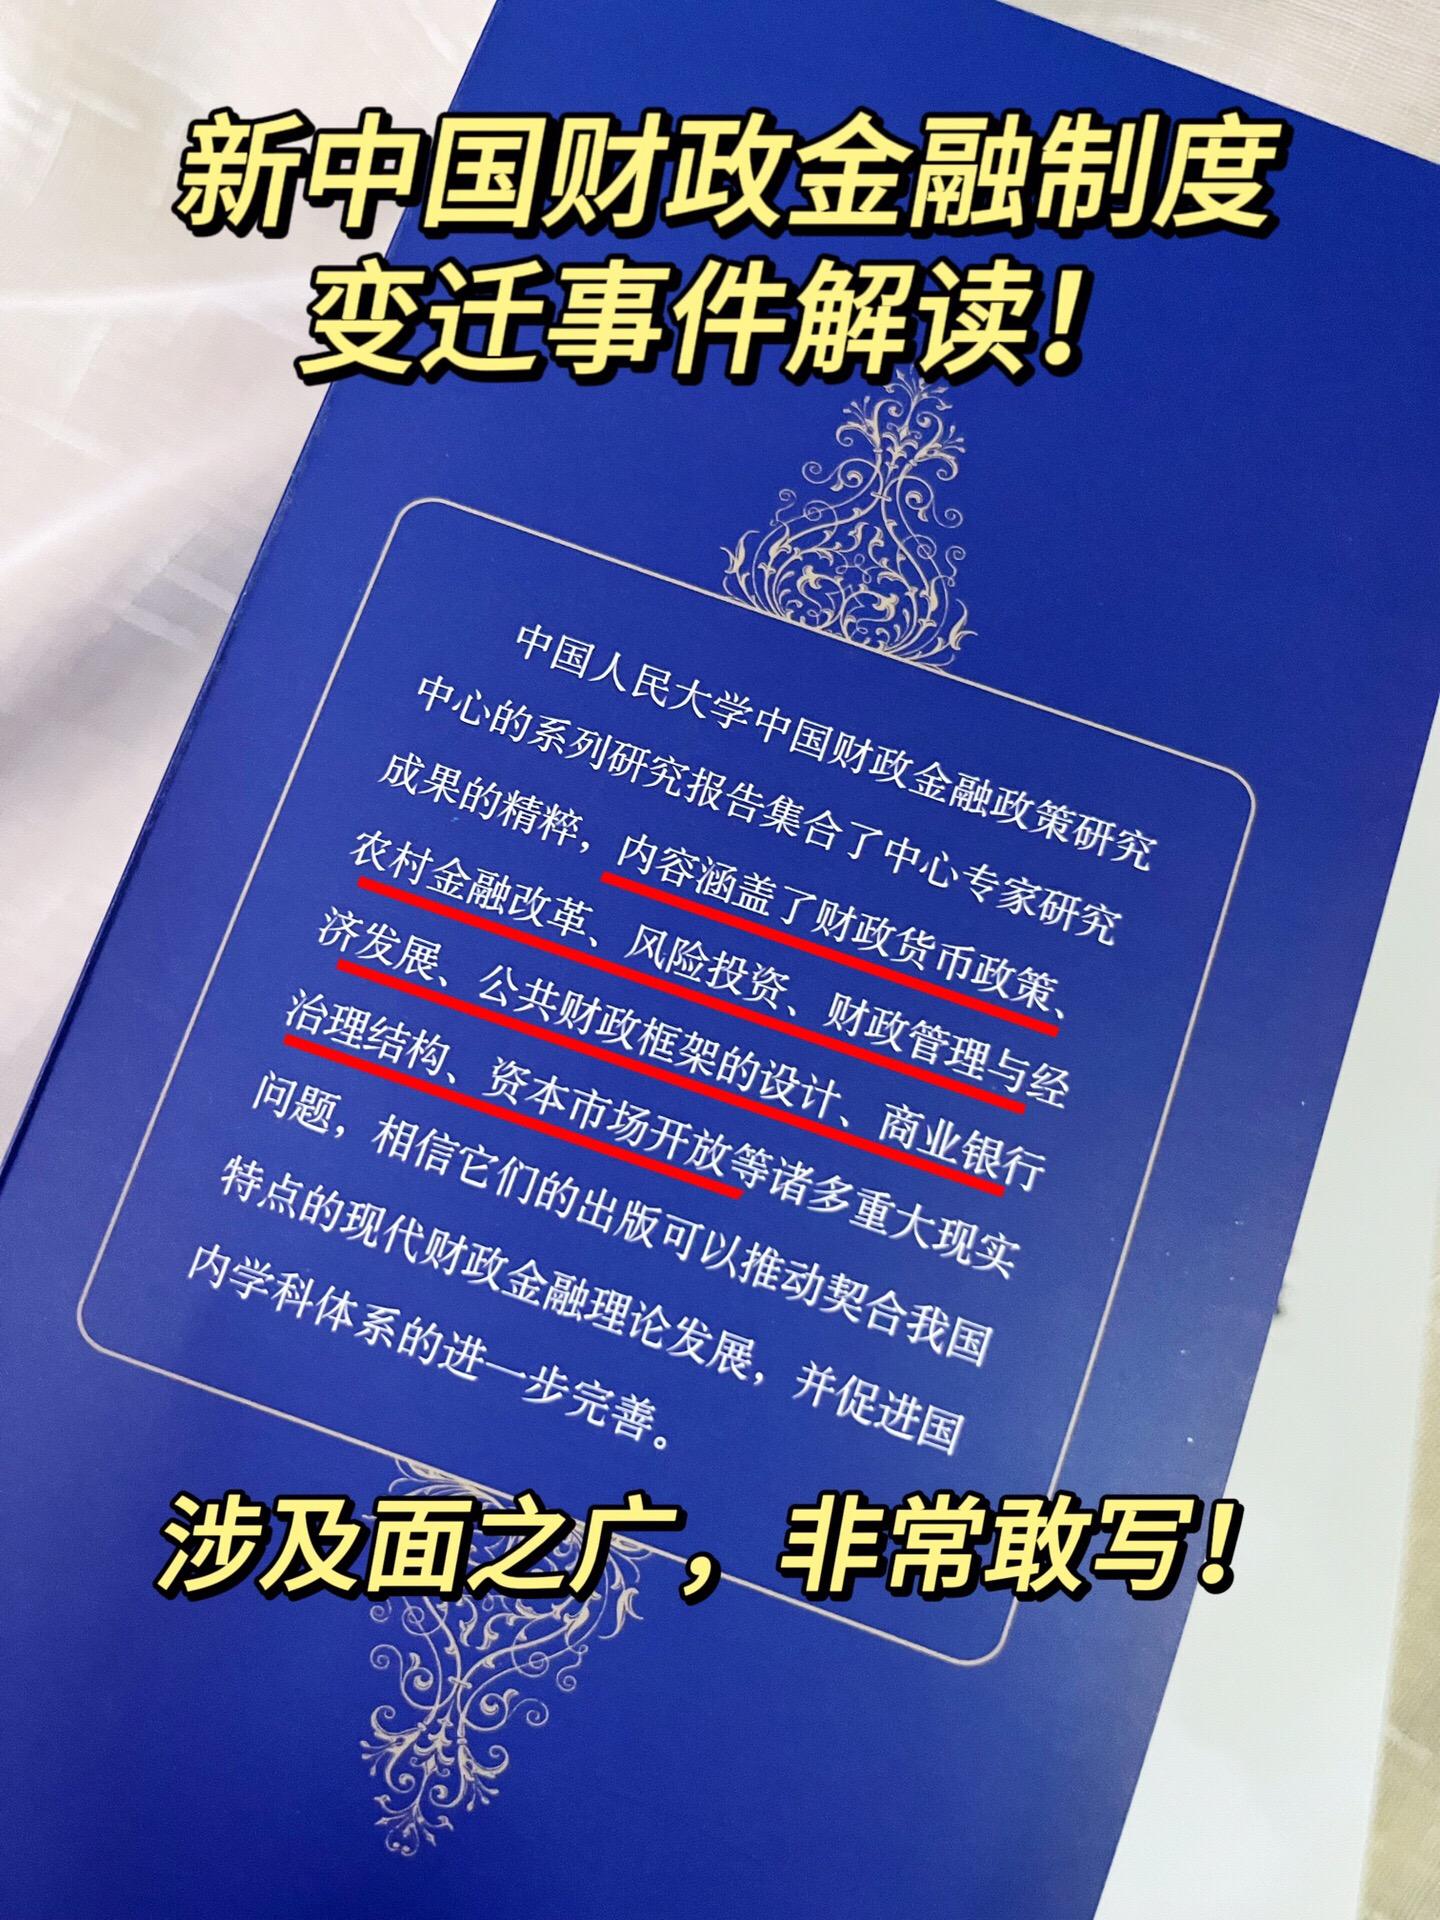 新中国财政金融制度
变迁事件解读！
中国人民大学中国财政金融政策研究
中心的系列研究报告集合了中心专家研究
成果的精粹，内容涵盖了财政货币政策、
农村金融改革、风险投资、财政管理与经
济发展、公共财政框架的设计、商业银行
治理结构、资本市场开放等诸多重大现实
问题，相信它们的出版可以推动契合我国
特点的现代财政金融理论发展，并促进国
内学科体系的进一步完善。
涉及面之广，非常敢写！